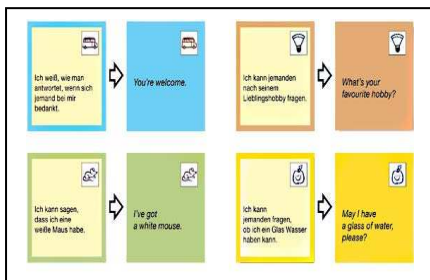 Ich weiß, wie man
antwortet, wenn sich
jemand bei mir
bedankt.
You're welcome.
Ich kann jemanden
nach seinem
Lieblingshobby fragen.
What's your
favourite hobby?
Ich kann sagen,
dass ich eine
weiße Maus habe.
I've got
a white mouse.
Ich kann
jemanden fragen,
ob ich ein Glas Wasser
haben kann.
May I have
a glass of water,
please?